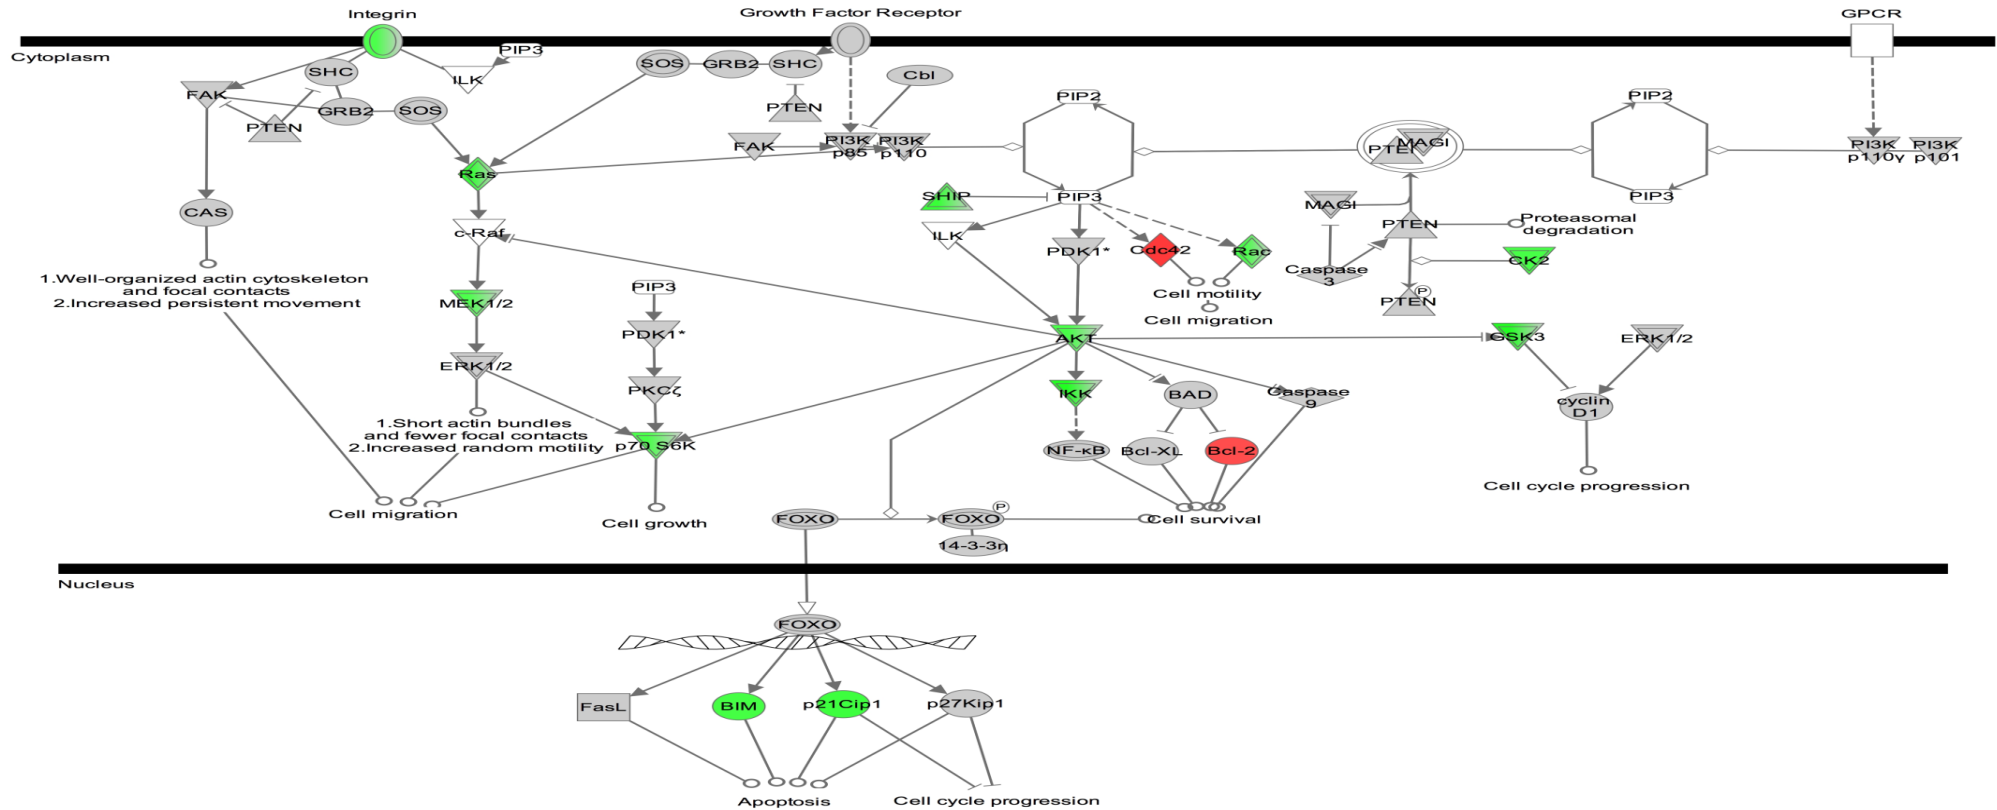 Integrin
Growth Factor Receptor
GPCR
Cytoplasm
PIP3
SHC
ILK
SOS
GRB2
SHC
Cbl
FAK
GRB2
SOS
PTEN
PTEN
PIP2
PIP2
FAK
PI3K
p85
PI3K
p110
PTEN
MAGI
PI3K
p110γ
PI3K
p101
Ras
SHIP
PIP3
PIP3
CAS
c-Raf
ILK
PDK1*
Cdc42
Rac
MAGI
PTEN
Proteasomal
degradation
Caspase
3
CK2
1.Well-organized actin cytoskeleton
and focal contacts
2.Increased persistent movement
MEK1/2
PIP3
Cell motility
Cell migration
PTEN
P
PDK1*
AKT
GSK3
ERK1/2
ERK1/2
PKCζ
IKK
BAD
Caspase
9
cyclin
D1
1.Short actin bundles
and fewer focal contacts
2.Increased random motility
p70 S6K
NF-κB
Bcl-XL
Bcl-2
Cell cycle progression
Cell migration
Cell growth
FOXO
FOXO
P
14-3-3η
Cell survival
Nucleus
FOXO
FasL
BIM
p21Cip1
p27Kip1
Apoptosis
Cell cycle progression